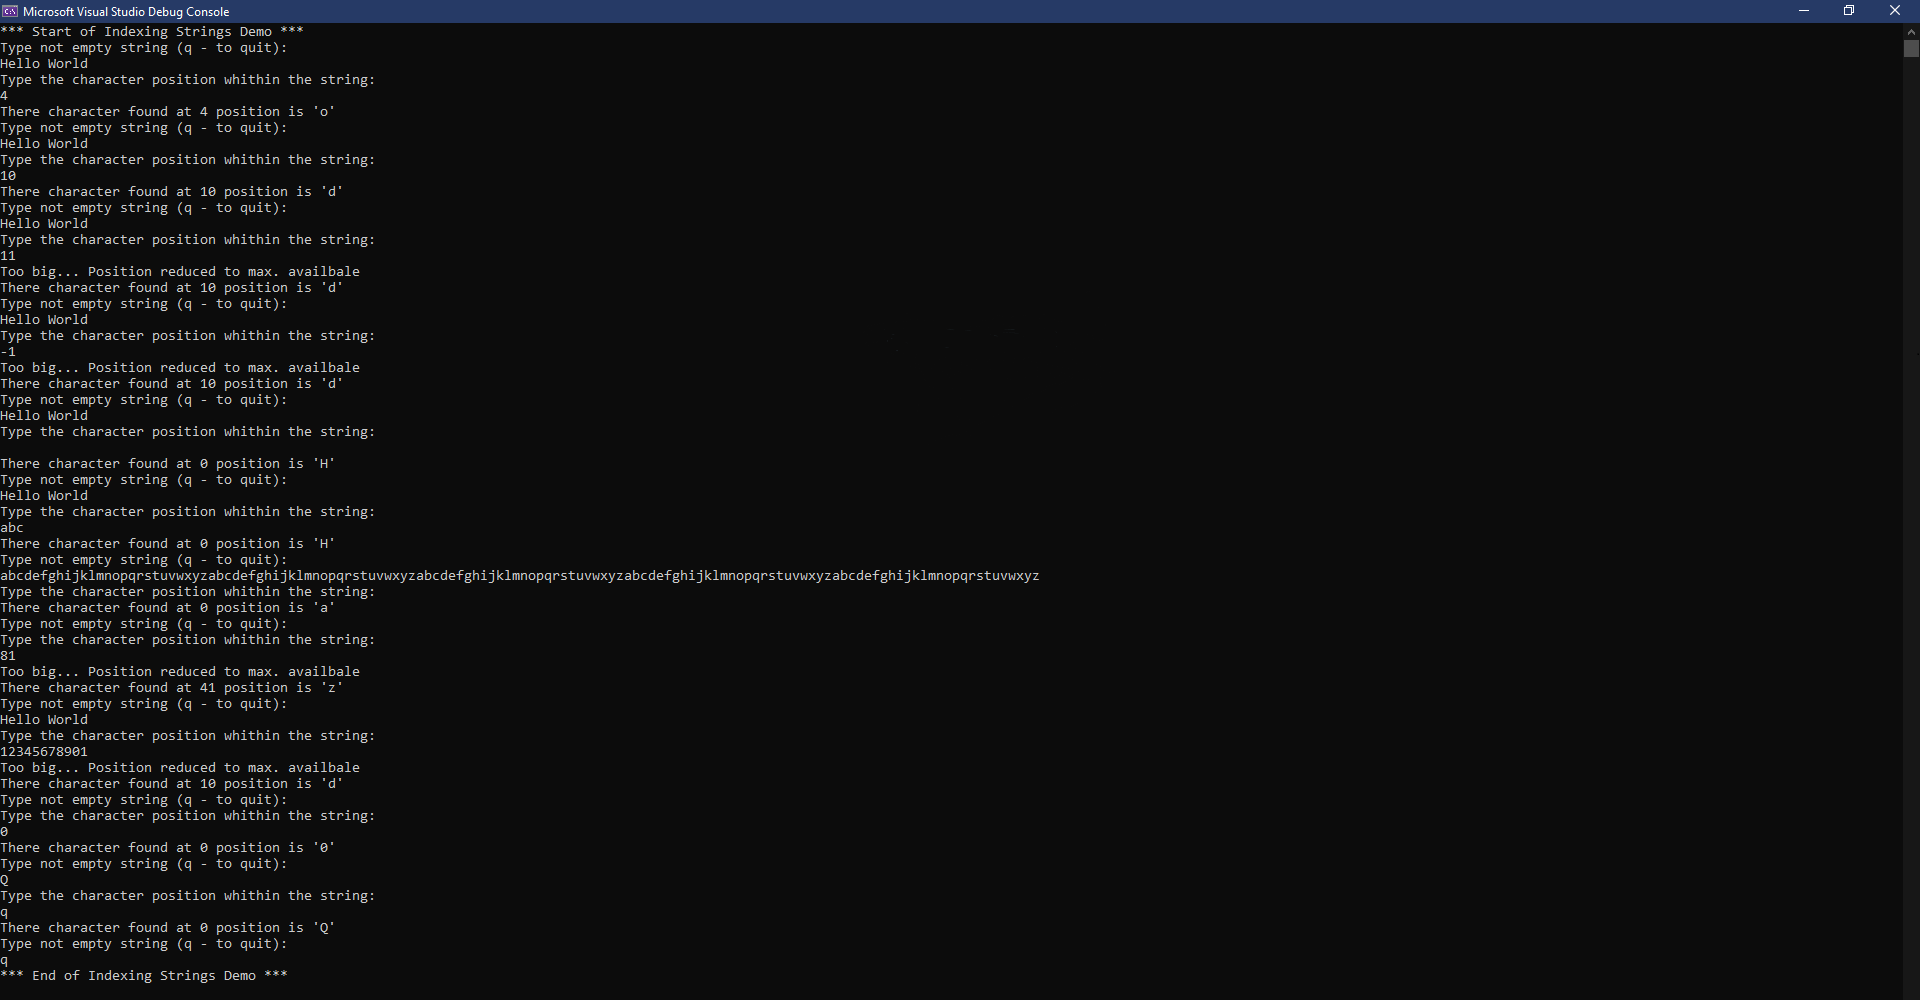 Microsoft Visual Studio Debug Console
*** Start of Indexing Strings Demo ***
Type not empty string (q - to quit):
Hello World
Type the character position whithin the string:
4
There character found at 4 position is 'o'
Type not empty string (q - to quit):
Hello World
Type the character position whithin the string:
10
There character found at 10 position is 'd'
Type not empty string (q - to quit):
Hello World
Type the character position whithin the string:
11
Too big... Position reduced to max. availbale
There character found at 10 position is 'd'
Type not empty string (q - to quit):
Hello World
Type the character position whithin the string:
-1
Too big... Position reduced to max. availbale
There character found at 10 position is 'd'
Type not empty string (q - to quit):
Hello World
Type the character position whithin the string:

There character found at 0 position is 'H'
Type not empty string (q - to quit):
Hello World
Type the character position whithin the string:
abc
There character found at 0 position is 'H'
Type not empty string (q - to quit):
abcdefghijklmnopqrstuvwxyzabcdefghijklmnopqrstuvwxyzabcdefghijklmnopqrstuvwxyzabcdefghijklmnopqrstuvwxyzabcdefghijklmnopqrstuvwxyz
Type the character position whithin the string:
There character found at 0 position is 'a'
Type not empty string (q - to quit):
Type the character position whithin the string:
81
Too big... Position reduced to max. availbale
There character found at 41 position is 'z'
Type not empty string (q - to quit):
Hello World
Type the character position whithin the string:
12345678901
Too big... Position reduced to max. availbale
There character found at 10 position is 'd'
Type not empty string (q - to quit):
Type the character position whithin the string:
0
There character found at 0 position is '0'
Type not empty string (q - to quit):
Q
Type the character position whithin the string:
q
There character found at 0 position is 'Q'
Type not empty string (q - to quit):
q
*** End of Indexing Strings Demo ***